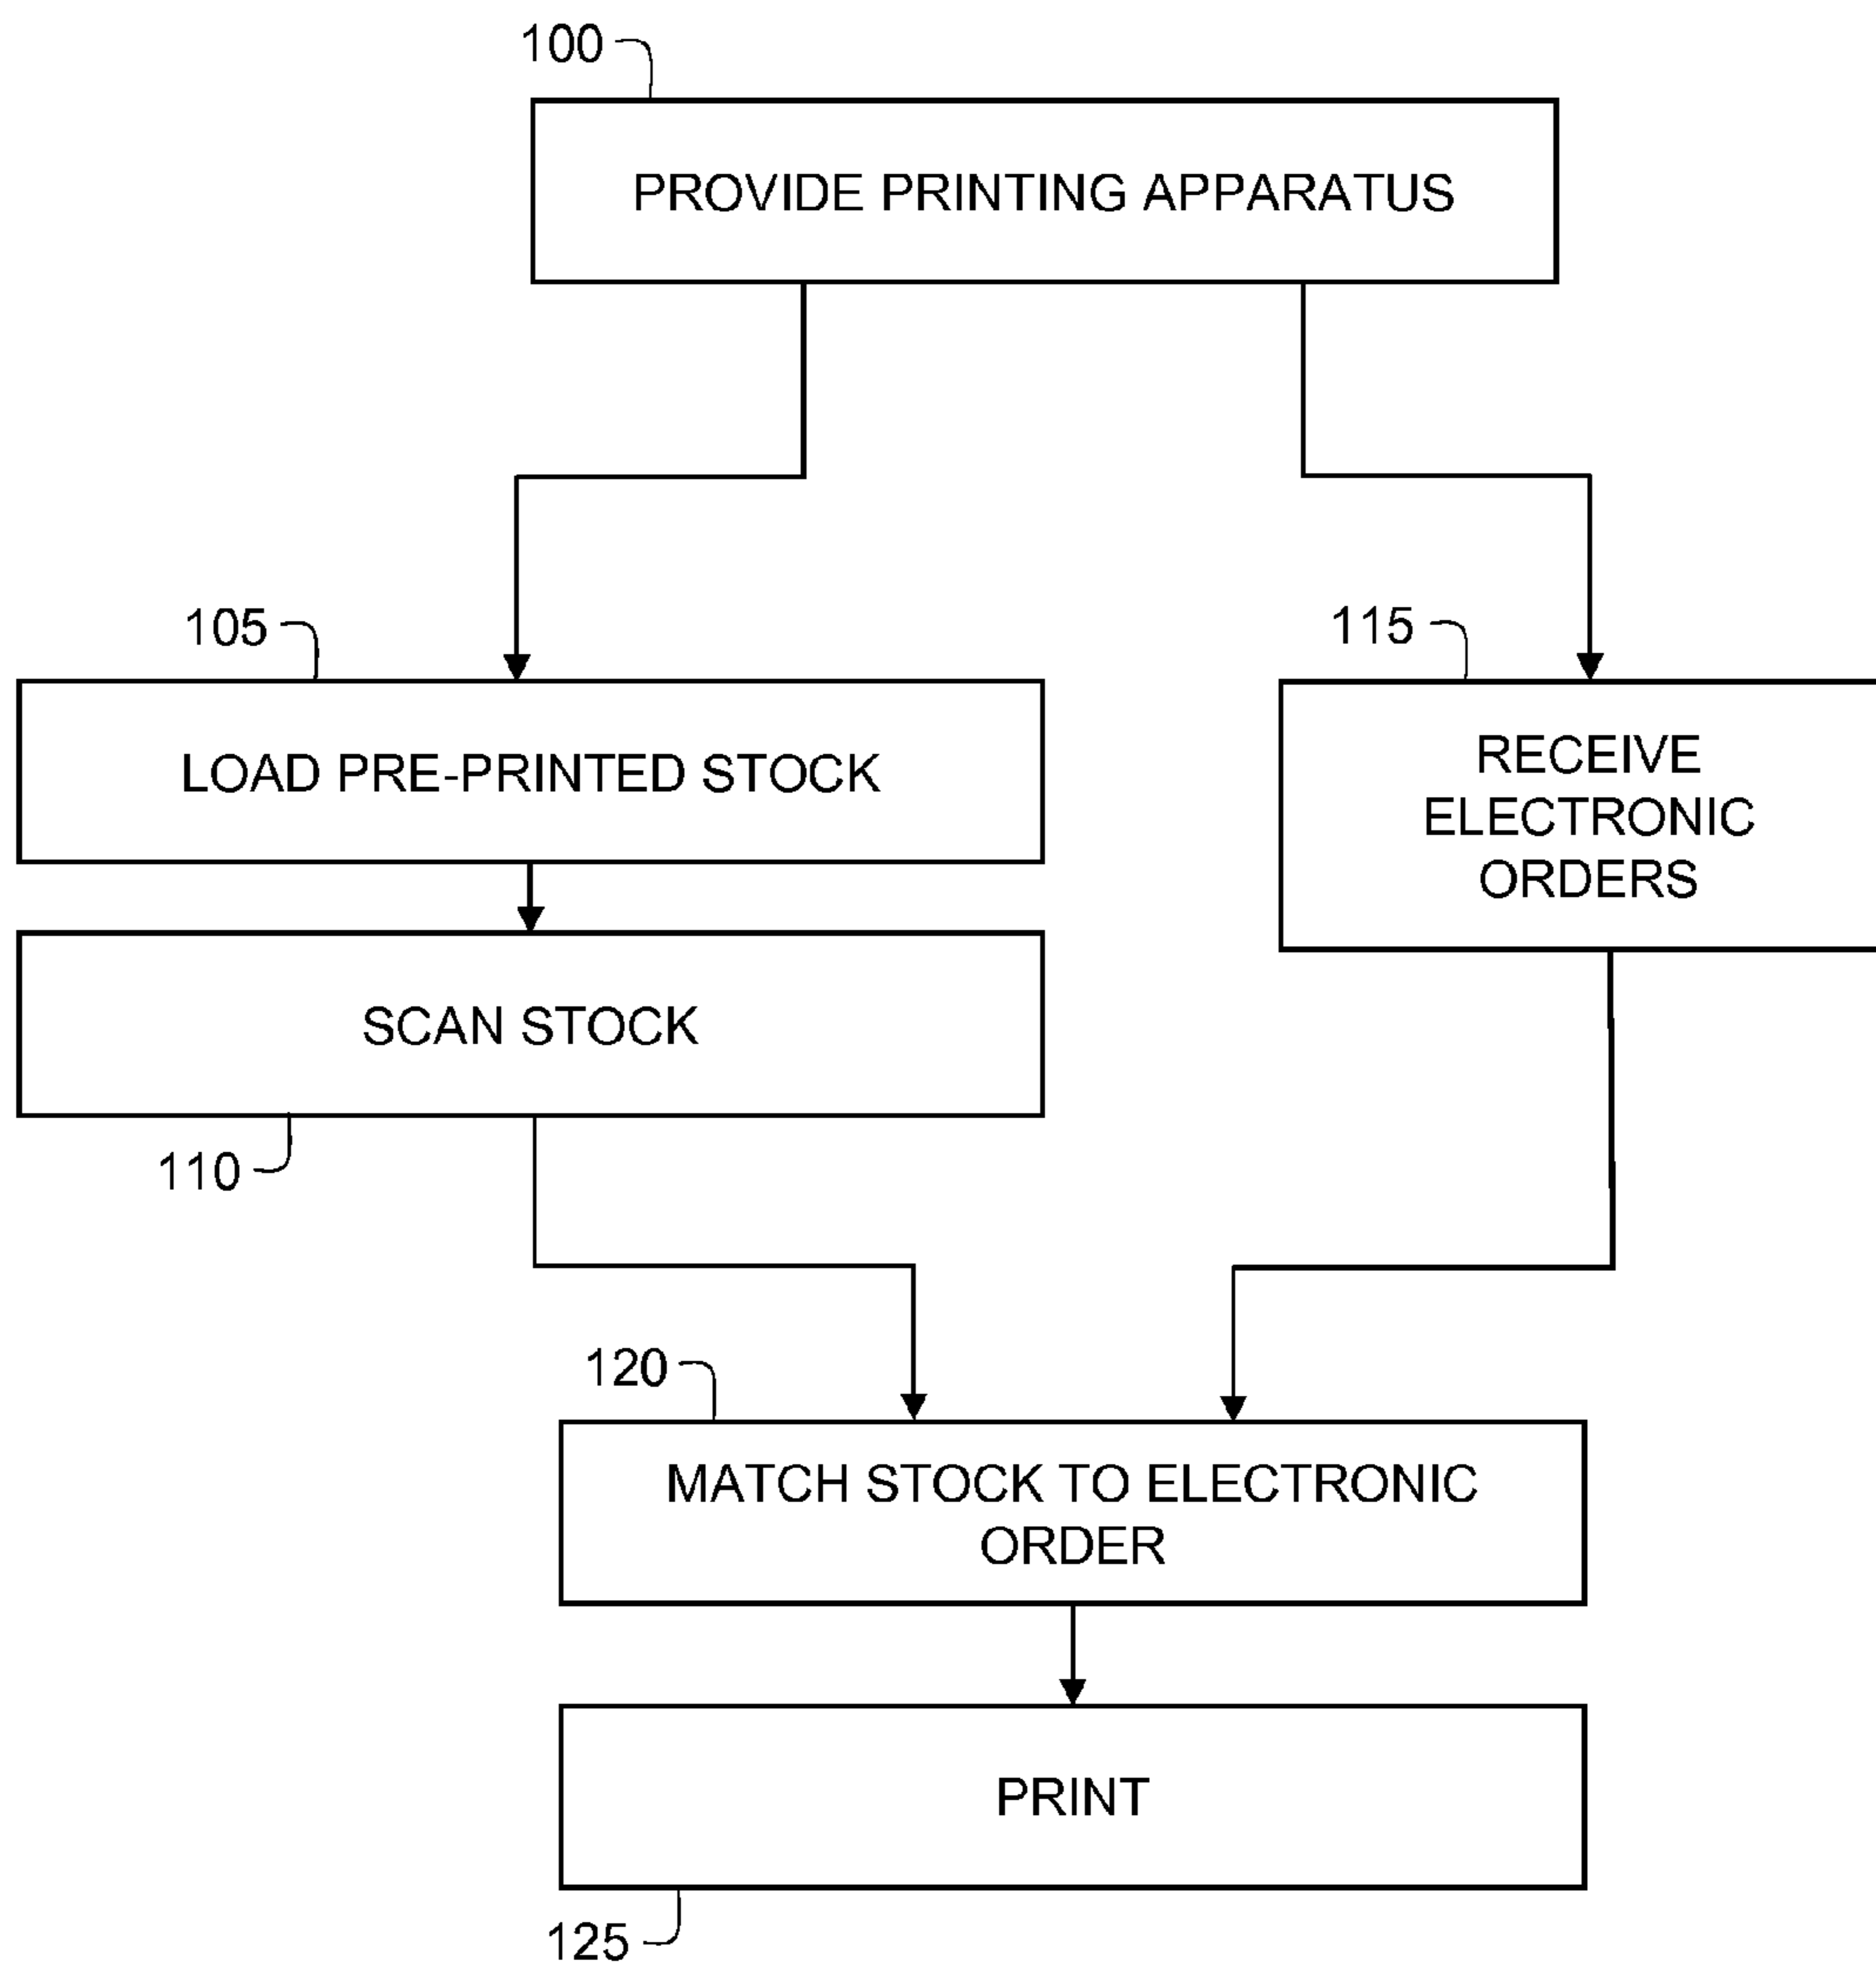 100
PROVIDE PRINTING APPARATUS
105
LOAD PRE-PRINTED STOCK
115
RECEIVE
ELECTRONIC
ORDERS
SCAN STOCK
110
120
MATCH STOCK TO ELECTRONIC
ORDER
PRINT
125